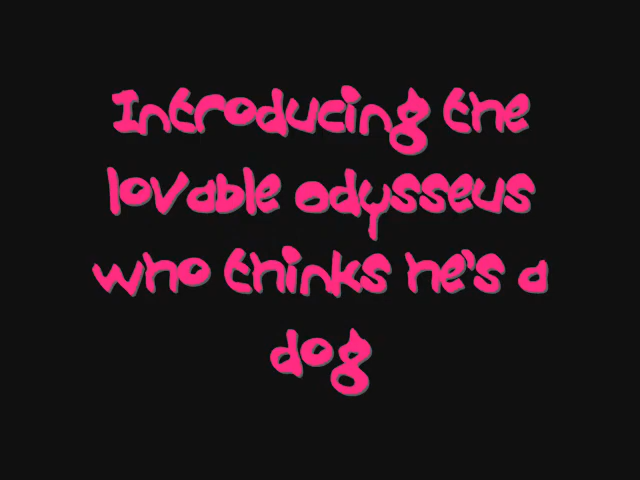 Introducing the
lovable odysseus
who thinks he's a
dog